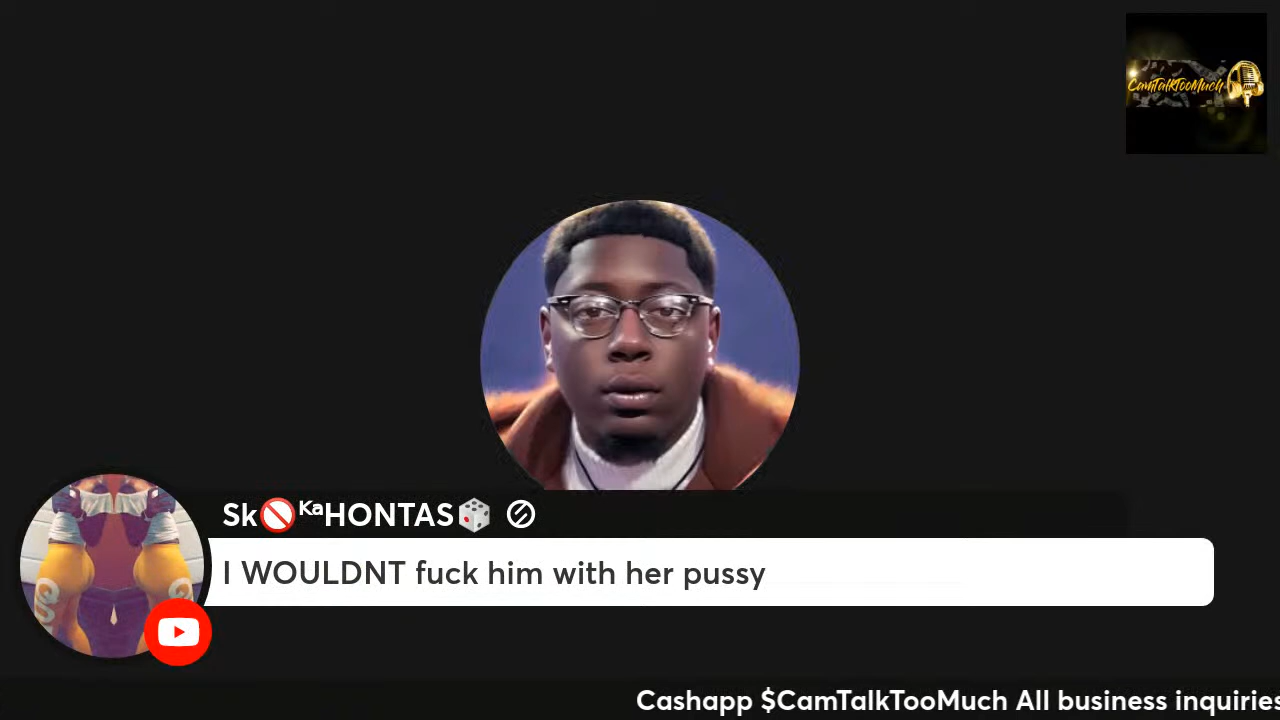 CamTalkTooMuch
Sk🚫ᴷᵃHONTAS🎲
I WOULDNT fuck him with her pussy
Cashapp $CamTalkTooMuch All business inquiries